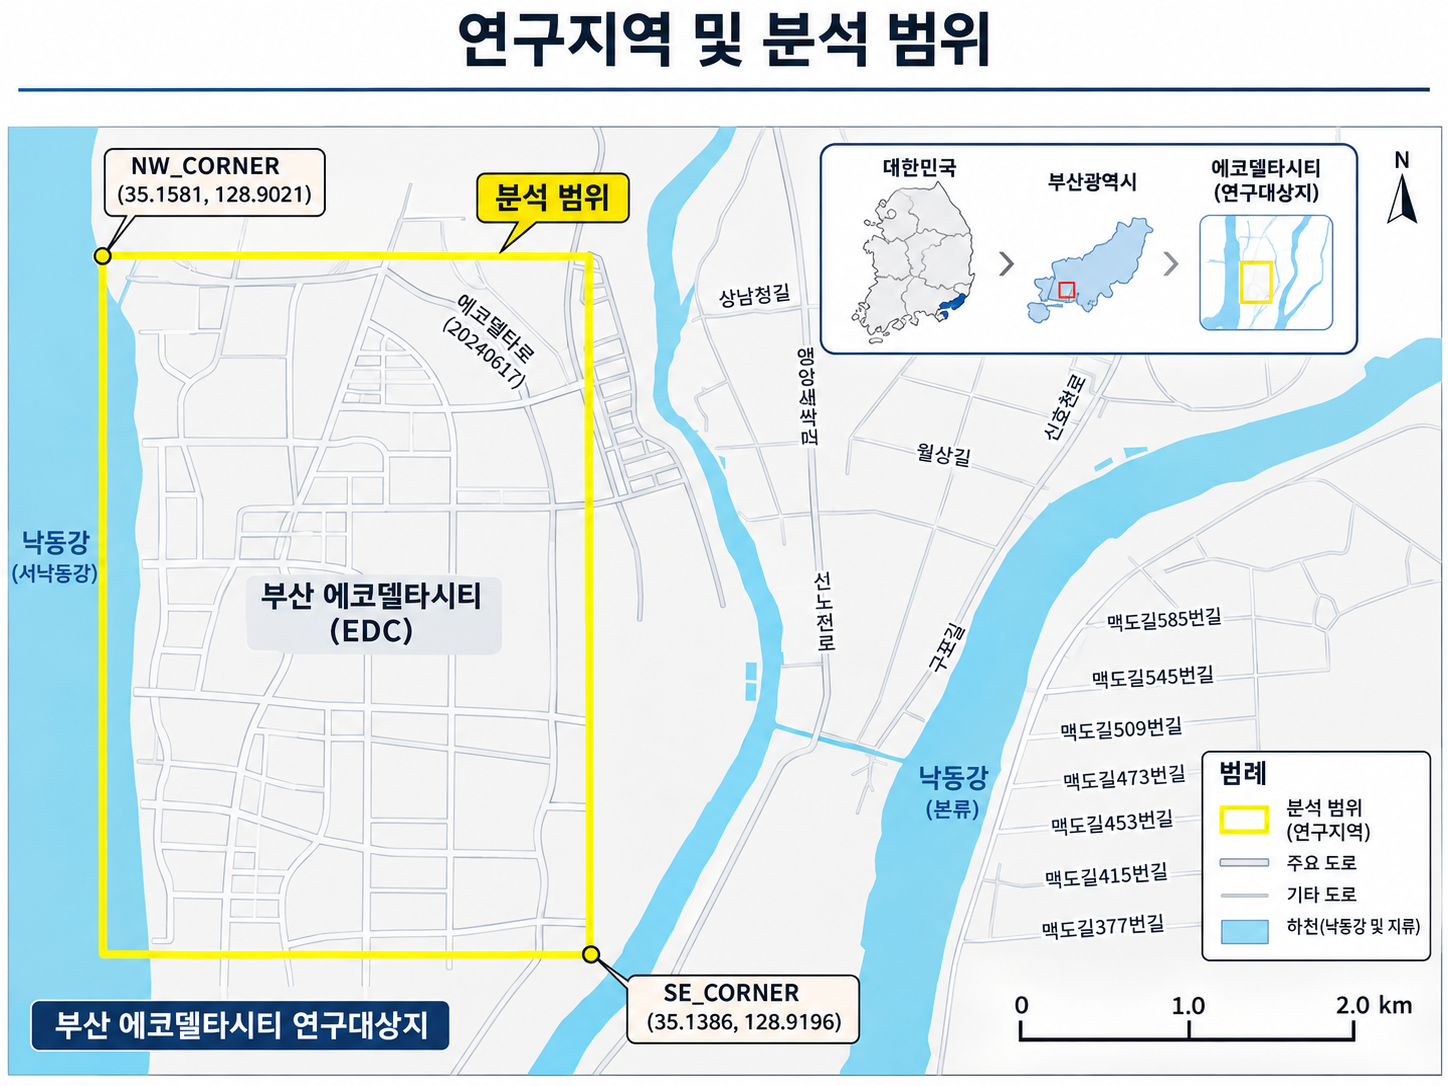 연구지역 및 분석 범위
NW_CORNER
(35.1581, 128.9021)
분석 범위
대한민국
부산광역시
에코델타시티
(연구대상지)
N
에코델타로
(20240617)
상남청길
월상길
신호천로
낙동강
(서낙동강)
부산 에코델타시티
(EDC)
선노전로
구포길
맥도길585번길
맥도길545번길
맥도길509번길
맥도길473번길
맥도길453번길
맥도길415번길
맥도길377번길
낙동강
(본류)
범례
분석 범위
(연구지역)
주요 도로
기타 도로
하천(낙동강 및 지류)
SE_CORNER
(35.1386, 128.9196)
부산 에코델타시티 연구대상지
0 1.0 2.0 km